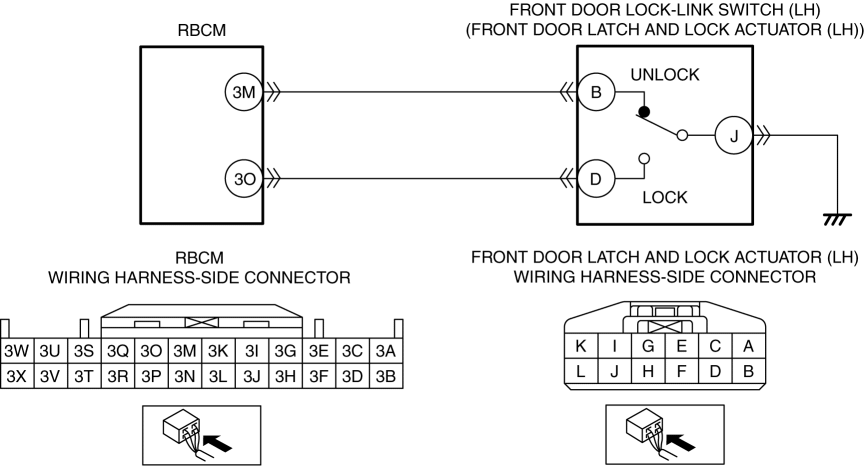 FRONT DOOR LOCK-LINK SWITCH (LH)
RBCM (FRONT DOOR LATCH AND LOCK ACTUATOR (LH))
3M B UNLOCK
J
3O D
LOCK
RBCM
WIRING HARNESS-SIDE CONNECTOR
FRONT DOOR LATCH AND LOCK ACTUATOR (LH)
WIRING HARNESS-SIDE CONNECTOR
3W 3U 3S 3Q 3O 3M 3K 3I 3G 3E 3C 3A
3X 3V 3T 3R 3P 3N 3L 3J 3H 3F 3D 3B
K I G E C A
L J H F D B